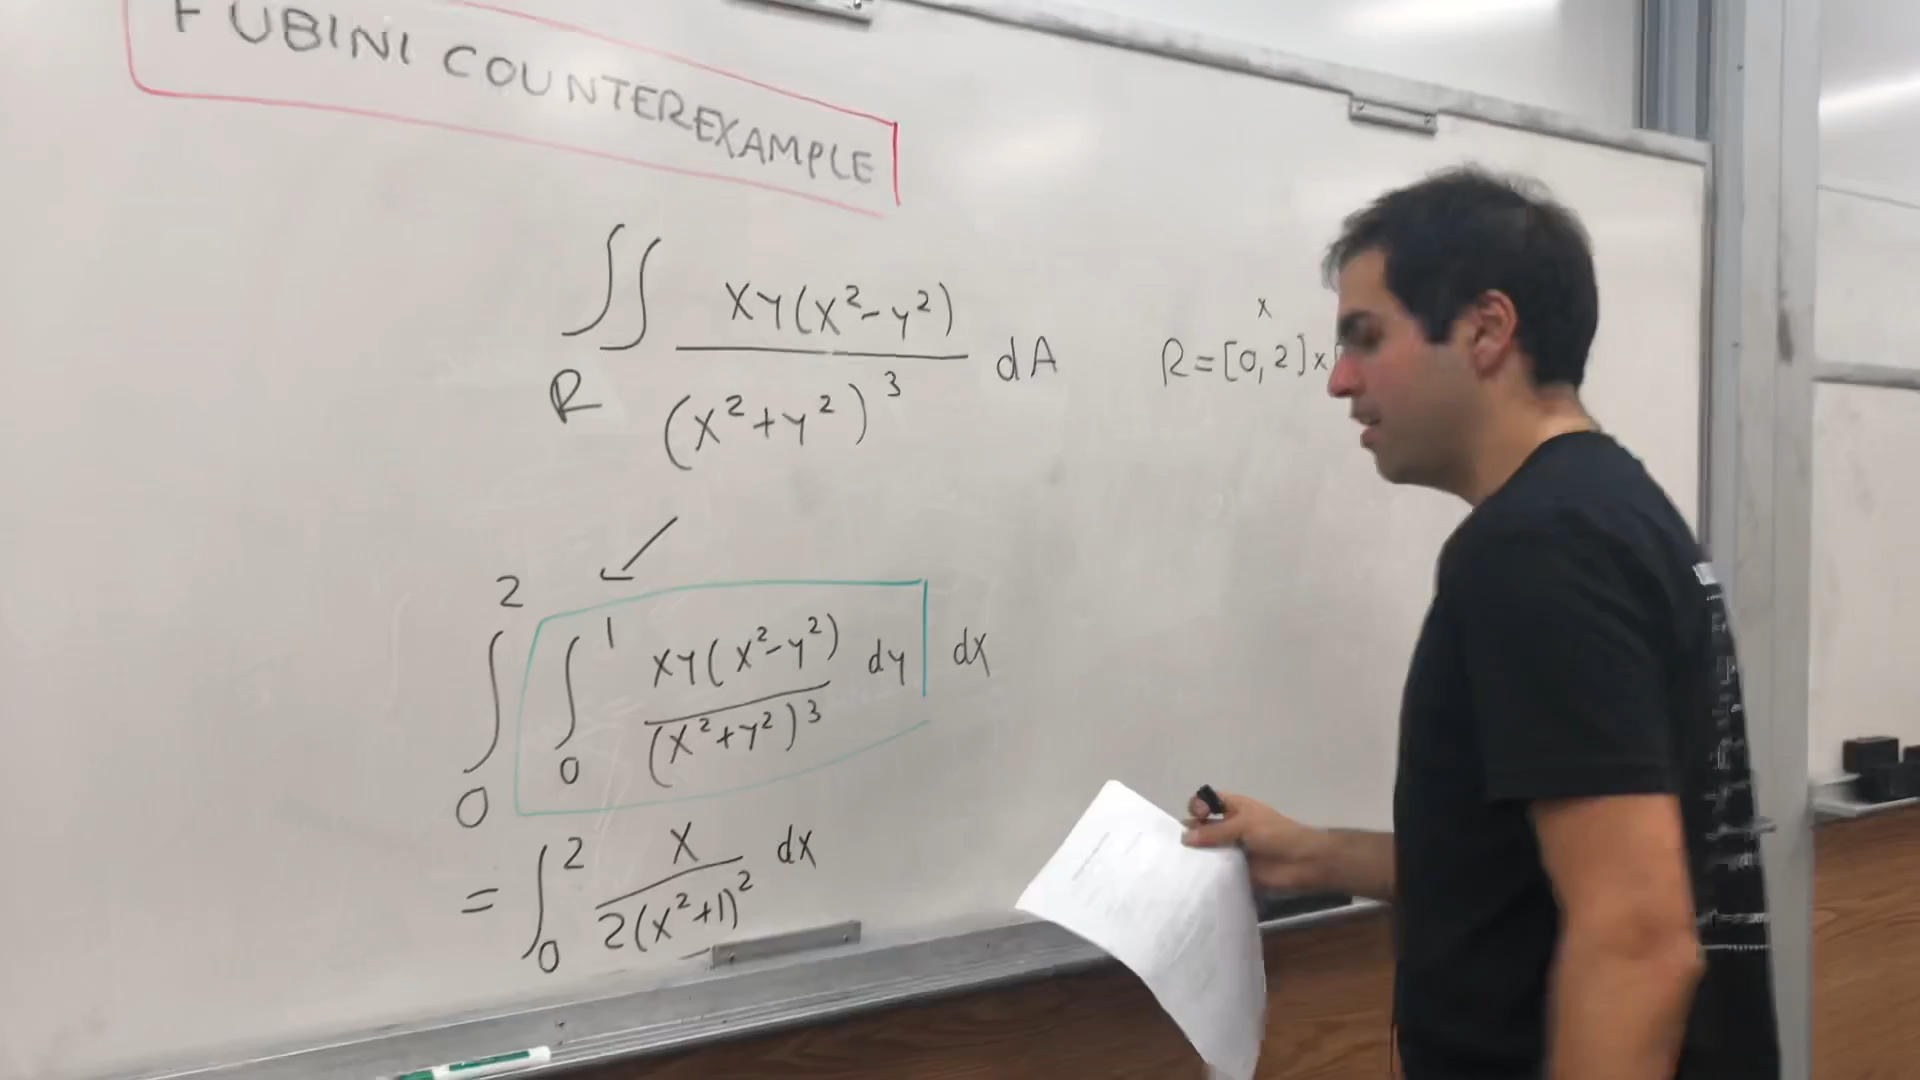 FUBINI COUNTEREXAMPLE
∬_R xy(x²-y²)/(x²+y²)³ dA
x
R=[0,2]x
∫_0^2 ∫_0^1 xy(x²-y²)/(x²+y²)³ dy dx
= ∫_0^2 x/2(x²+1)² dx